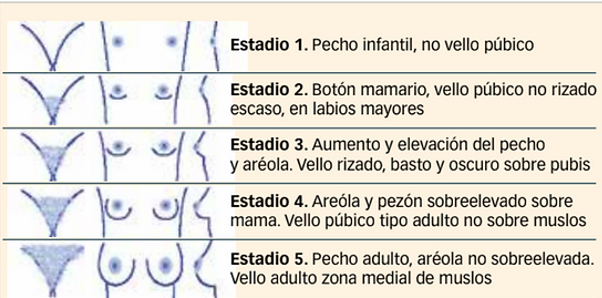 Estadio 1. Pecho infantil, no vello púbico
Estadio 2. Botón mamario, vello púbico no rizado
escaso, en labios mayores
Estadio 3. Aumento y elevación del pecho
y aréola. Vello rizado, basto y oscuro sobre pubis
Estadio 4. Areóla y pezón sobreelevado sobre
mama. Vello púbico tipo adulto no sobre muslos
Estadio 5. Pecho adulto, aréola no sobreelevada.
Vello adulto zona medial de muslos